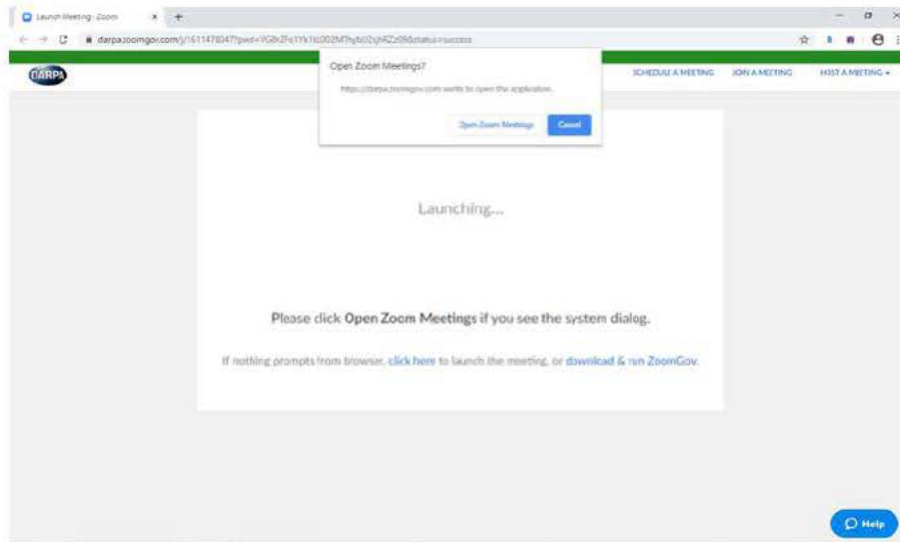 Launch Meeting - Zoom
Open Zoom Meetings?
https://darpa.zoomgov.com wants to open this application.
Open Zoom Meetings
Cancel
DARPA
SCHEDULE A MEETING
JOIN A MEETING
HOST A MEETING
Launching...
Please click Open Zoom Meetings if you see the system dialog.
If nothing prompts from browser, click here to launch the meeting, or download & run ZoomGov.
Help